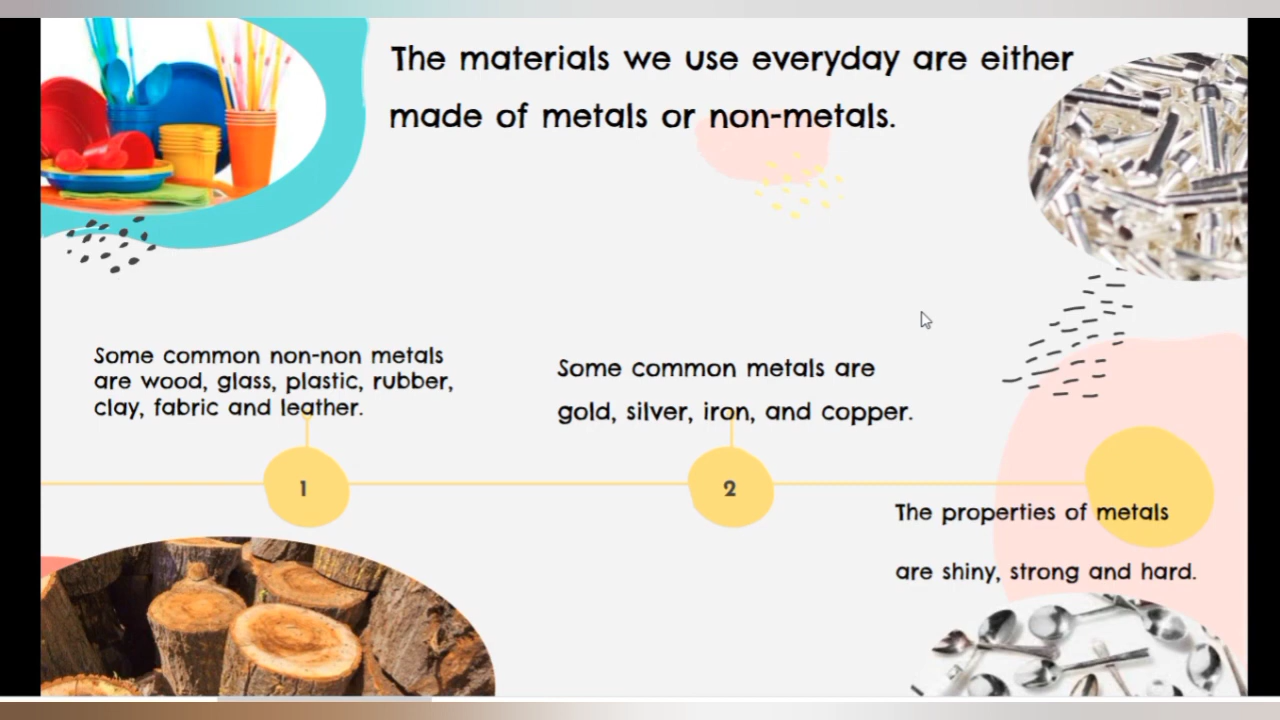 The materials we use everyday are either
made of metals or non-metals.
Some common non-non metals
are wood, glass, plastic, rubber,
clay, fabric and leather.
Some common metals are
gold, silver, iron, and copper.
1
2
The properties of metals
are shiny, strong and hard.